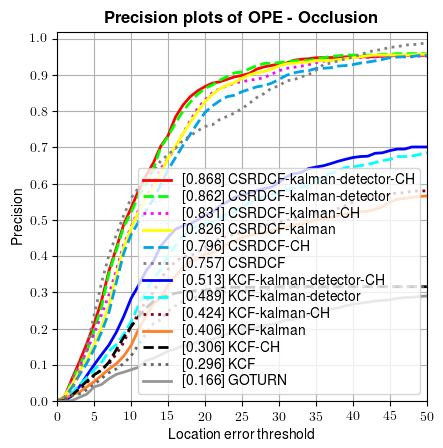 Precision plots of OPE - Occlusion
1.0
0.9
0.8
0.7
0.6
0.5
0.4
0.3
0.2
0.1
0.0
Precision
[0.868] CSRDCF-kalman-detector-CH
[0.862] CSRDCF-kalman-detector
[0.831] CSRDCF-kalman-CH
[0.826] CSRDCF-kalman
[0.796] CSRDCF-CH
[0.757] CSRDCF
[0.513] KCF-kalman-detector-CH
[0.489] KCF-kalman-detector
[0.424] KCF-kalman-CH
[0.406] KCF-kalman
[0.306] KCF-CH
[0.296] KCF
[0.166] GOTURN
0 5 10 15 20 25 30 35 40 45 50
Location error threshold